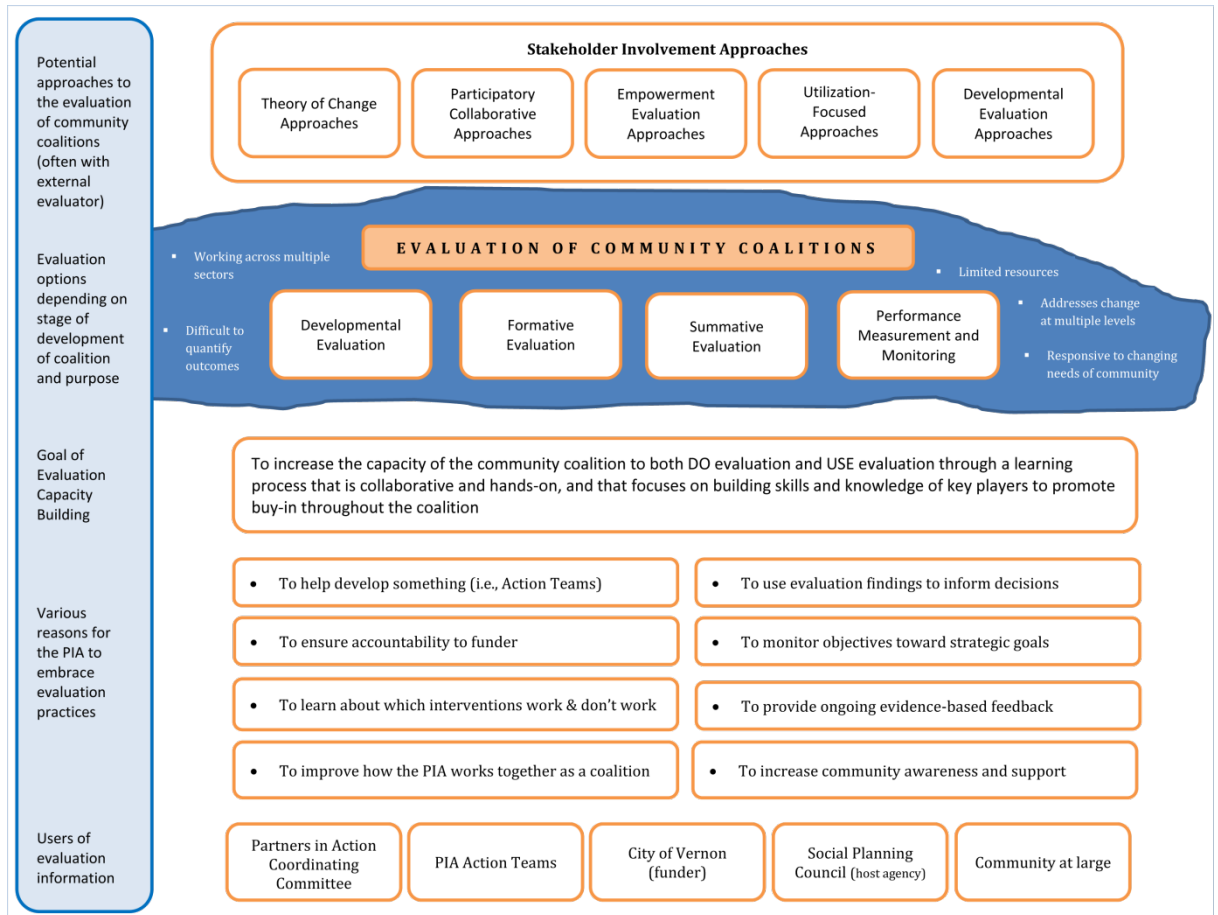 Potential
approaches to
the evaluation
of community
coalitions
(often with
external
evaluator)
Stakeholder Involvement Approaches
Theory of Change
Approaches
Participatory
Collaborative
Approaches
Empowerment
Evaluation
Approaches
Utilization-
Focused
Approaches
Developmental
Evaluation
Approaches
Evaluation
options
depending on
stage of
development
of coalition
and purpose
EVALUATION OF COMMUNITY COALITIONS
▪ Working across multiple
sectors
▪ Difficult to
quantify
outcomes
Developmental
Evaluation
Formative
Evaluation
Summative
Evaluation
Performance
Measurement and
Monitoring
▪ Limited resources
▪ Addresses change
at multiple levels
▪ Responsive to changing
needs of community
Goal of
Evaluation
Capacity
Building
To increase the capacity of the community coalition to both DO evaluation and USE evaluation through a learning
process that is collaborative and hands-on, and that focuses on building skills and knowledge of key players to promote
buy-in throughout the coalition
Various
reasons for
the PIA to
embrace
evaluation
practices
• To help develop something (i.e., Action Teams)
• To use evaluation findings to inform decisions
• To ensure accountability to funder
• To monitor objectives toward strategic goals
• To learn about which interventions work & don't work
• To provide ongoing evidence-based feedback
• To improve how the PIA works together as a coalition
• To increase community awareness and support
Users of
evaluation
information
Partners in Action
Coordinating
Committee
PIA Action Teams
City of Vernon
(funder)
Social Planning
Council (host agency)
Community at large